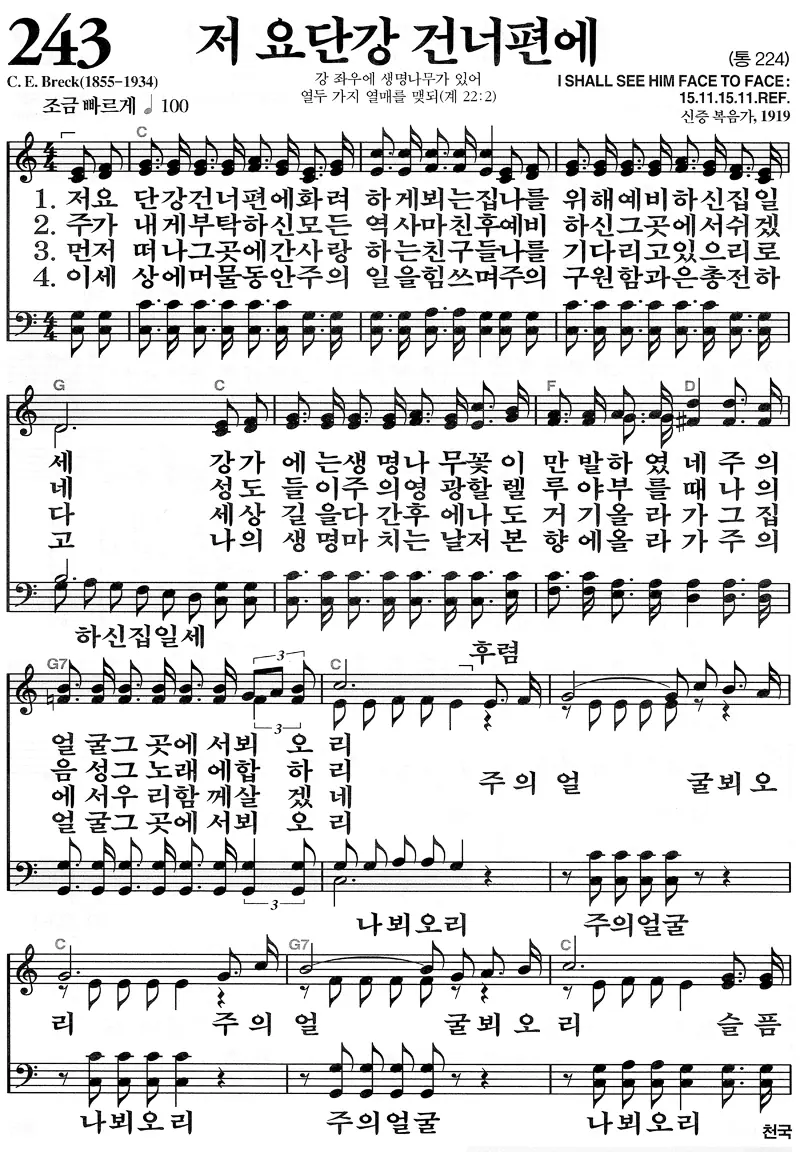 243 저 요단강 건너편에 (통 224)
C. E. Breck(1855-1934) 강 좌우에 생명나무가 있어 I SHALL SEE HIM FACE TO FACE:
열두 가지 열매를 맺되(계 22:2) 15.11.15.11.REF.
조금 빠르게 ♩ 100 신증 복음가, 1919
C
1. 저요 단강건너편에화려 하게뵈는집나를 위해예비하신집일
2. 주가 내게부탁하신모든 역사마친후예비 하신그곳에서쉬겠
3. 먼저 떠나그곳에간사랑 하는친구들나를 기다리고있으리로
4. 이세 상에머물동안주의 일을힘쓰며주의 구원함과은총전하
G C F D
세 강가 에는생명나무꽃이 만발하였네주의
네 성도 들이주의영광할렐 루야부를때나의
다 세상 길을다간후에나도 거기올라가그집
고 나의 생명마치는날저본 향에올라가주의
하신집일세
후렴
G7 3 C
3
얼굴그곳에서뵈오리
음성그노래에합하리
에서우리함께살겠네
얼굴그곳에서뵈오리
주의얼 굴뵈오
3
나뵈오리 주의얼굴
C G7 C
리 주의얼 굴뵈오리 슬픔
나뵈오리 주의얼굴 나뵈오리
천국